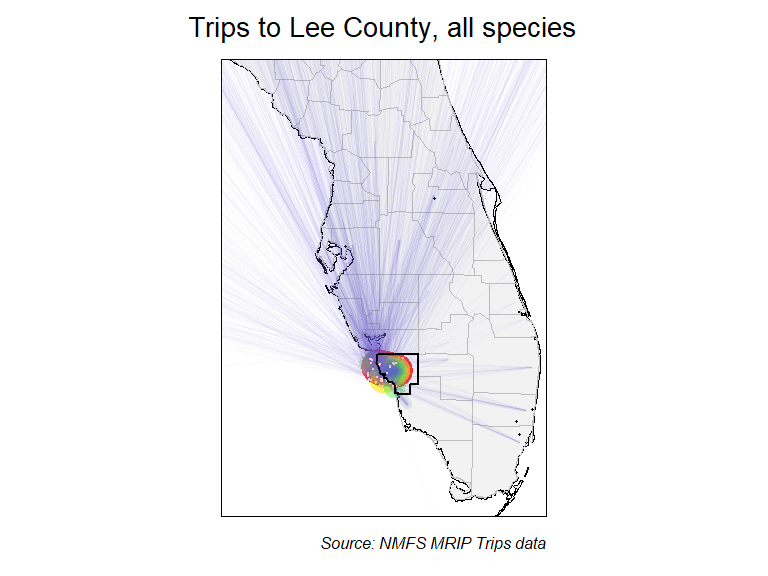 Trips to Lee County, all species
Source: NMFS MRIP Trips data